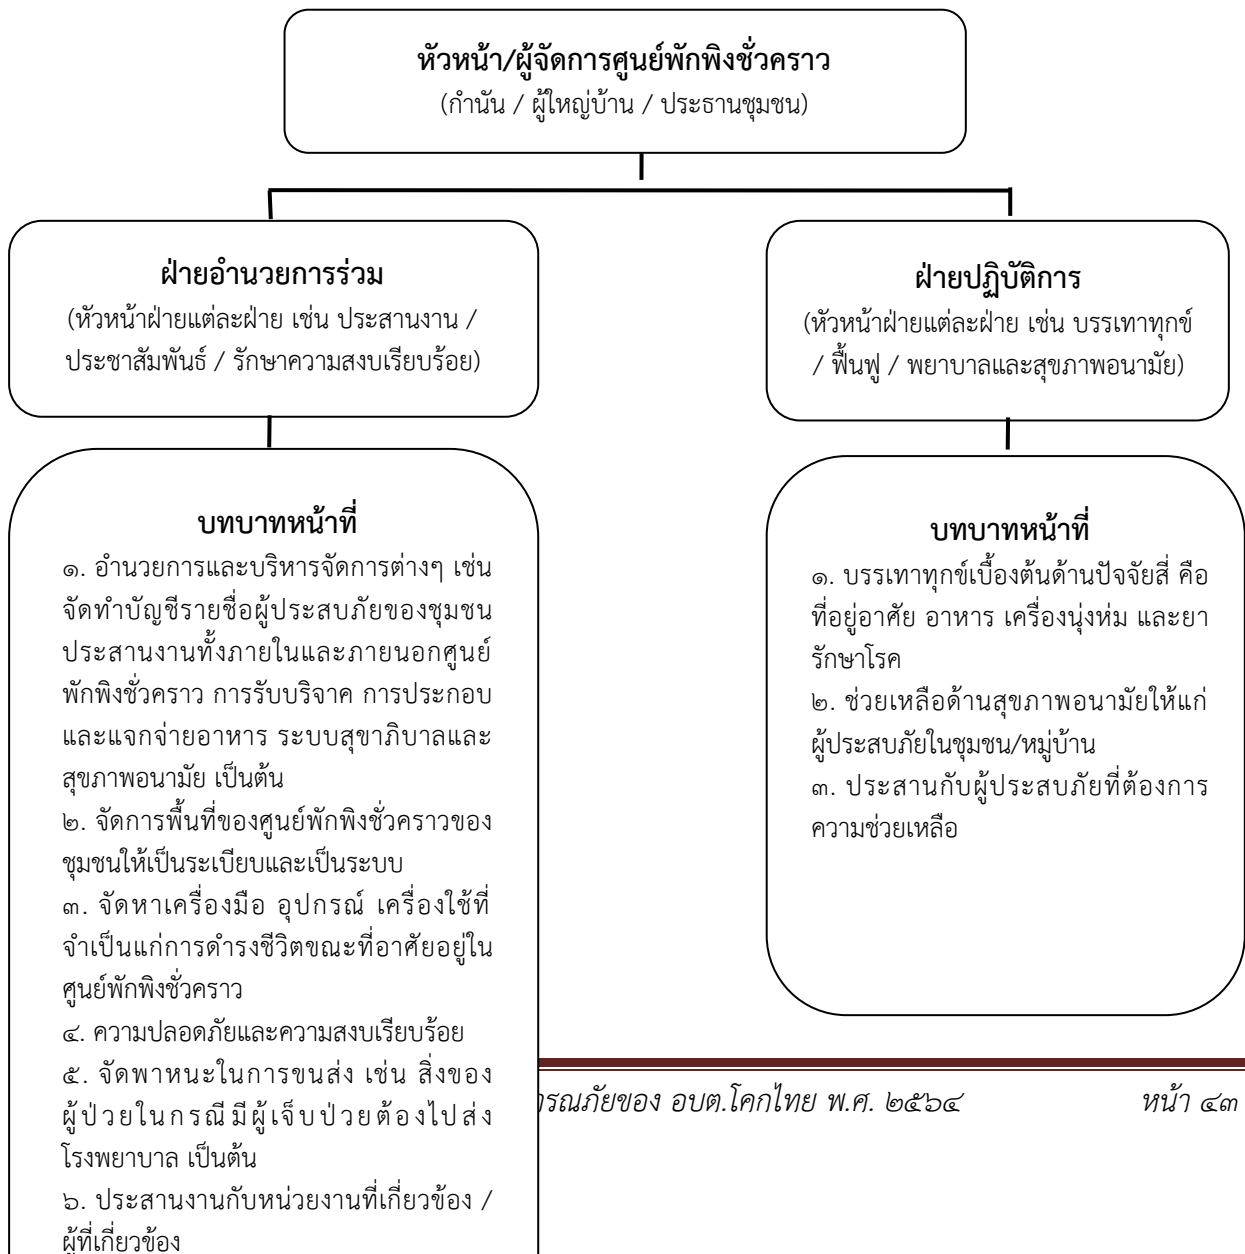 หัวหน้า/ผู้จัดการศูนย์พักพิงชั่วคราว
(กำนัน / ผู้ใหญ่บ้าน / ประธานชุมชน)
ฝ่ายอำนวยการร่วม
(หัวหน้าฝ่ายแต่ละฝ่าย เช่น ประสานงาน /
ประชาสัมพันธ์ / รักษาความสงบเรียบร้อย)
ฝ่ายปฏิบัติการ
(หัวหน้าฝ่ายแต่ละฝ่าย เช่น บรรเทาทุกข์
/ ฟื้นฟู / พยาบาลและสุขภาพอนามัย)
บทบาทหน้าที่
๑. อำนวยการและบริหารจัดการต่างๆ เช่น
จัดทำบัญชีรายชื่อผู้ประสบภัยของชุมชน
ประสานงานทั้งภายในและภายนอกศูนย์
พักพิงชั่วคราว การรับบริจาค การประกอบ
และแจกจ่ายอาหาร ระบบสุขาภิบาลและ
สุขภาพอนามัย เป็นต้น
๒. จัดการพื้นที่ของศูนย์พักพิงชั่วคราวของ
ชุมชนให้เป็นระเบียบและเป็นระบบ
๓. จัดหาเครื่องมือ อุปกรณ์ เครื่องใช้ที่
จำเป็นแก่การดำรงชีวิตขณะที่อาศัยอยู่ใน
ศูนย์พักพิงชั่วคราว
๔. ความปลอดภัยและความสงบเรียบร้อย
๕. จัดพาหนะในการขนส่ง เช่น สิ่งของ
ผู้ป่วยในกรณีมีผู้เจ็บป่วยต้องไปส่ง
โรงพยาบาล เป็นต้น
๖. ประสานงานกับหน่วยงานที่เกี่ยวข้อง /
ผู้ที่เกี่ยวข้อง
บทบาทหน้าที่
๑. บรรเทาทุกข์เบื้องต้นด้านปัจจัยสี่ คือ
ที่อยู่อาศัย อาหาร เครื่องนุ่งห่ม และยา
รักษาโรค
๒. ช่วยเหลือด้านสุขภาพอนามัยให้แก่
ผู้ประสบภัยในชุมชน/หมู่บ้าน
๓. ประสานกับผู้ประสบภัยที่ต้องการ
ความช่วยเหลือ
ของ อบต.โคกไทย พ.ศ. ๒๕๖๔ หน้า ๔๓